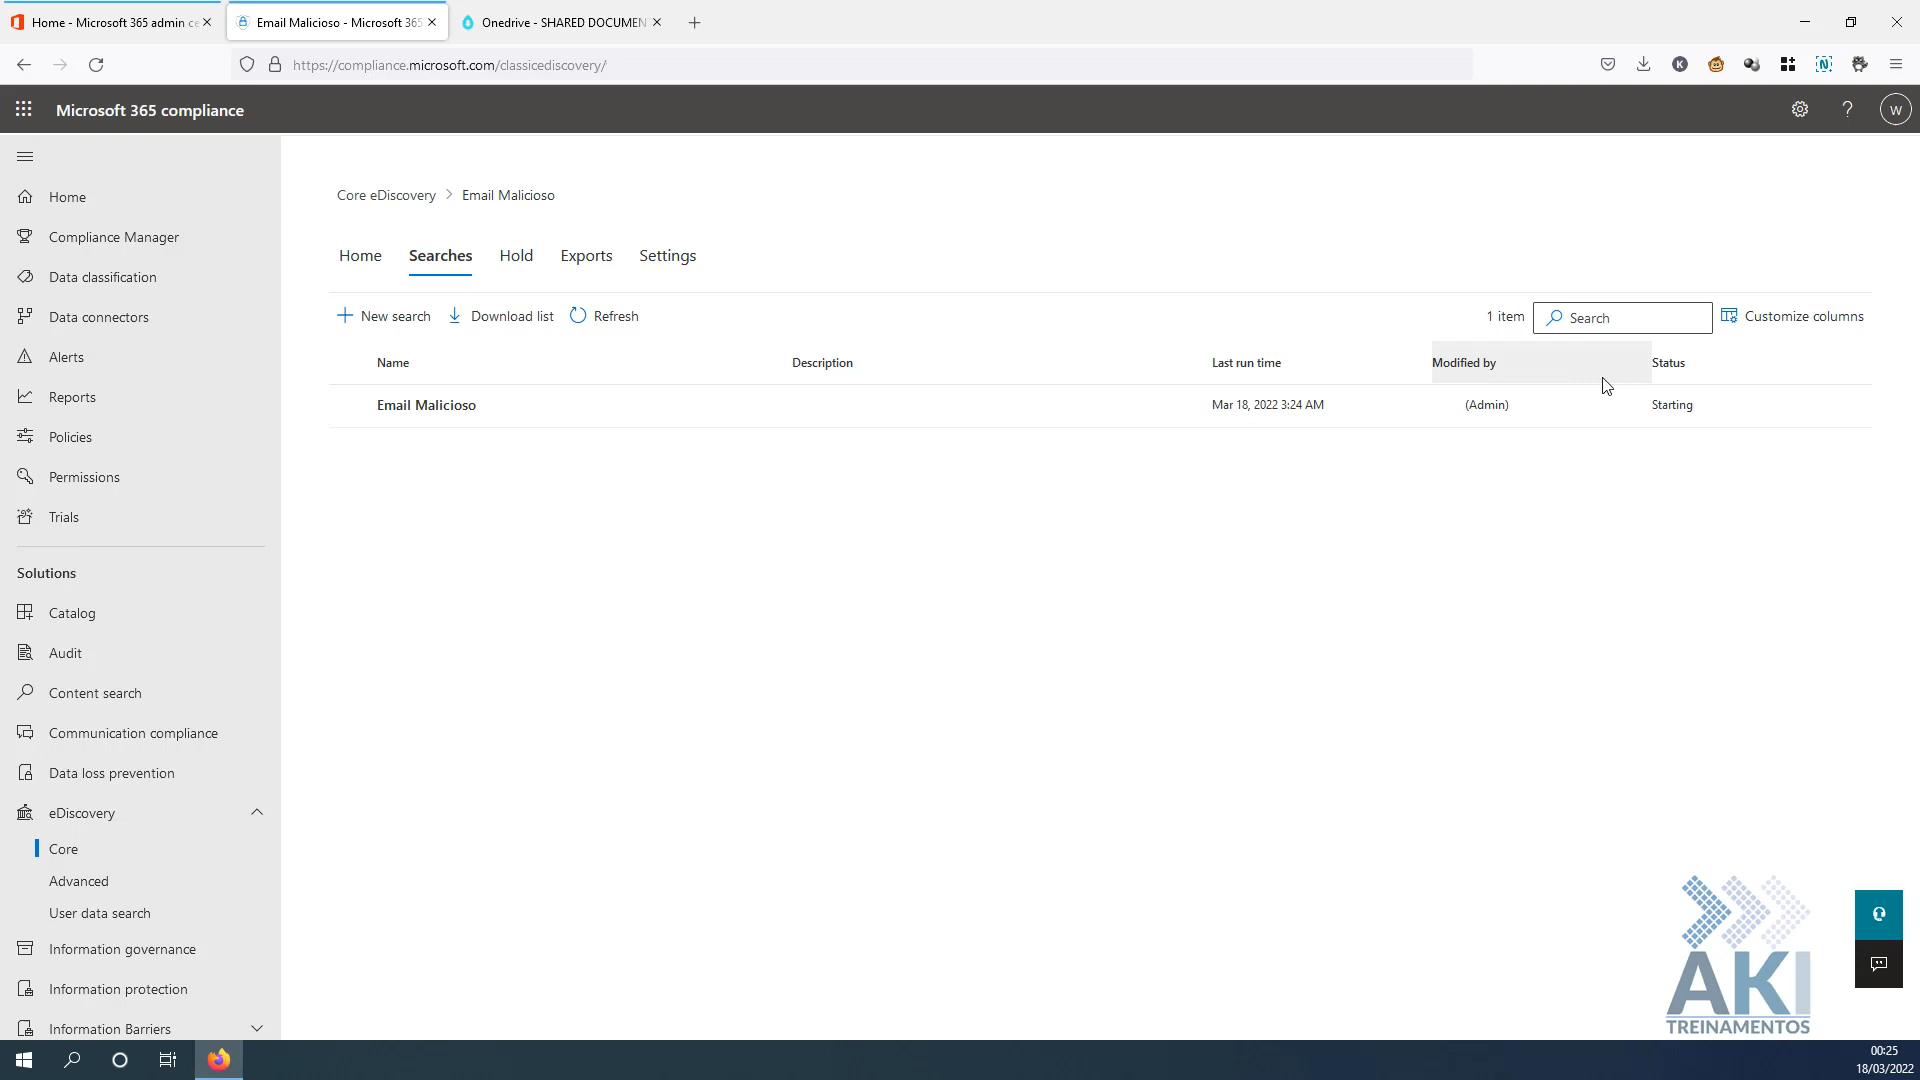 Home - Microsoft 365 admin ce
Email Malicioso - Microsoft 365
Onedrive - SHARED DOCUMEN
https://compliance.microsoft.com/classicediscovery/
K
N
Microsoft 365 compliance
?
W
Home
Compliance Manager
Data classification
Data connectors
Alerts
Reports
Policies
Permissions
Trials
Solutions
Catalog
Audit
Content search
Communication compliance
Data loss prevention
eDiscovery
Core
Advanced
User data search
Information governance
Information protection
Information Barriers
Core eDiscovery > Email Malicioso
Home Searches Hold Exports Settings
New search Download list Refresh
1 item Search Customize columns
Name Description Last run time Modified by Status
Email Malicioso Mar 18, 2022 3:24 AM (Admin) Starting
AKI
TREINAMENTOS
00:25
18/03/2022